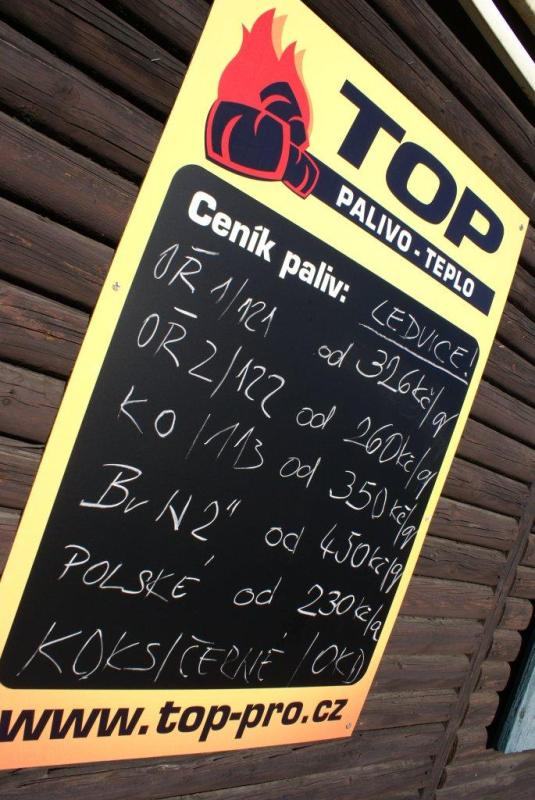 TOP
PALIVO - TEPLO
Ceník paliv:
LEDVICE!
OŘ 1/121 od 326kč/q
OŘ 2/122 od 260kč/q
KO/113 od 350kč/q
Br N2" od 450kč/q
POLSKÉ od 230kč/q
KOKS/ČERNÉ/OKD
www.top-pro.cz